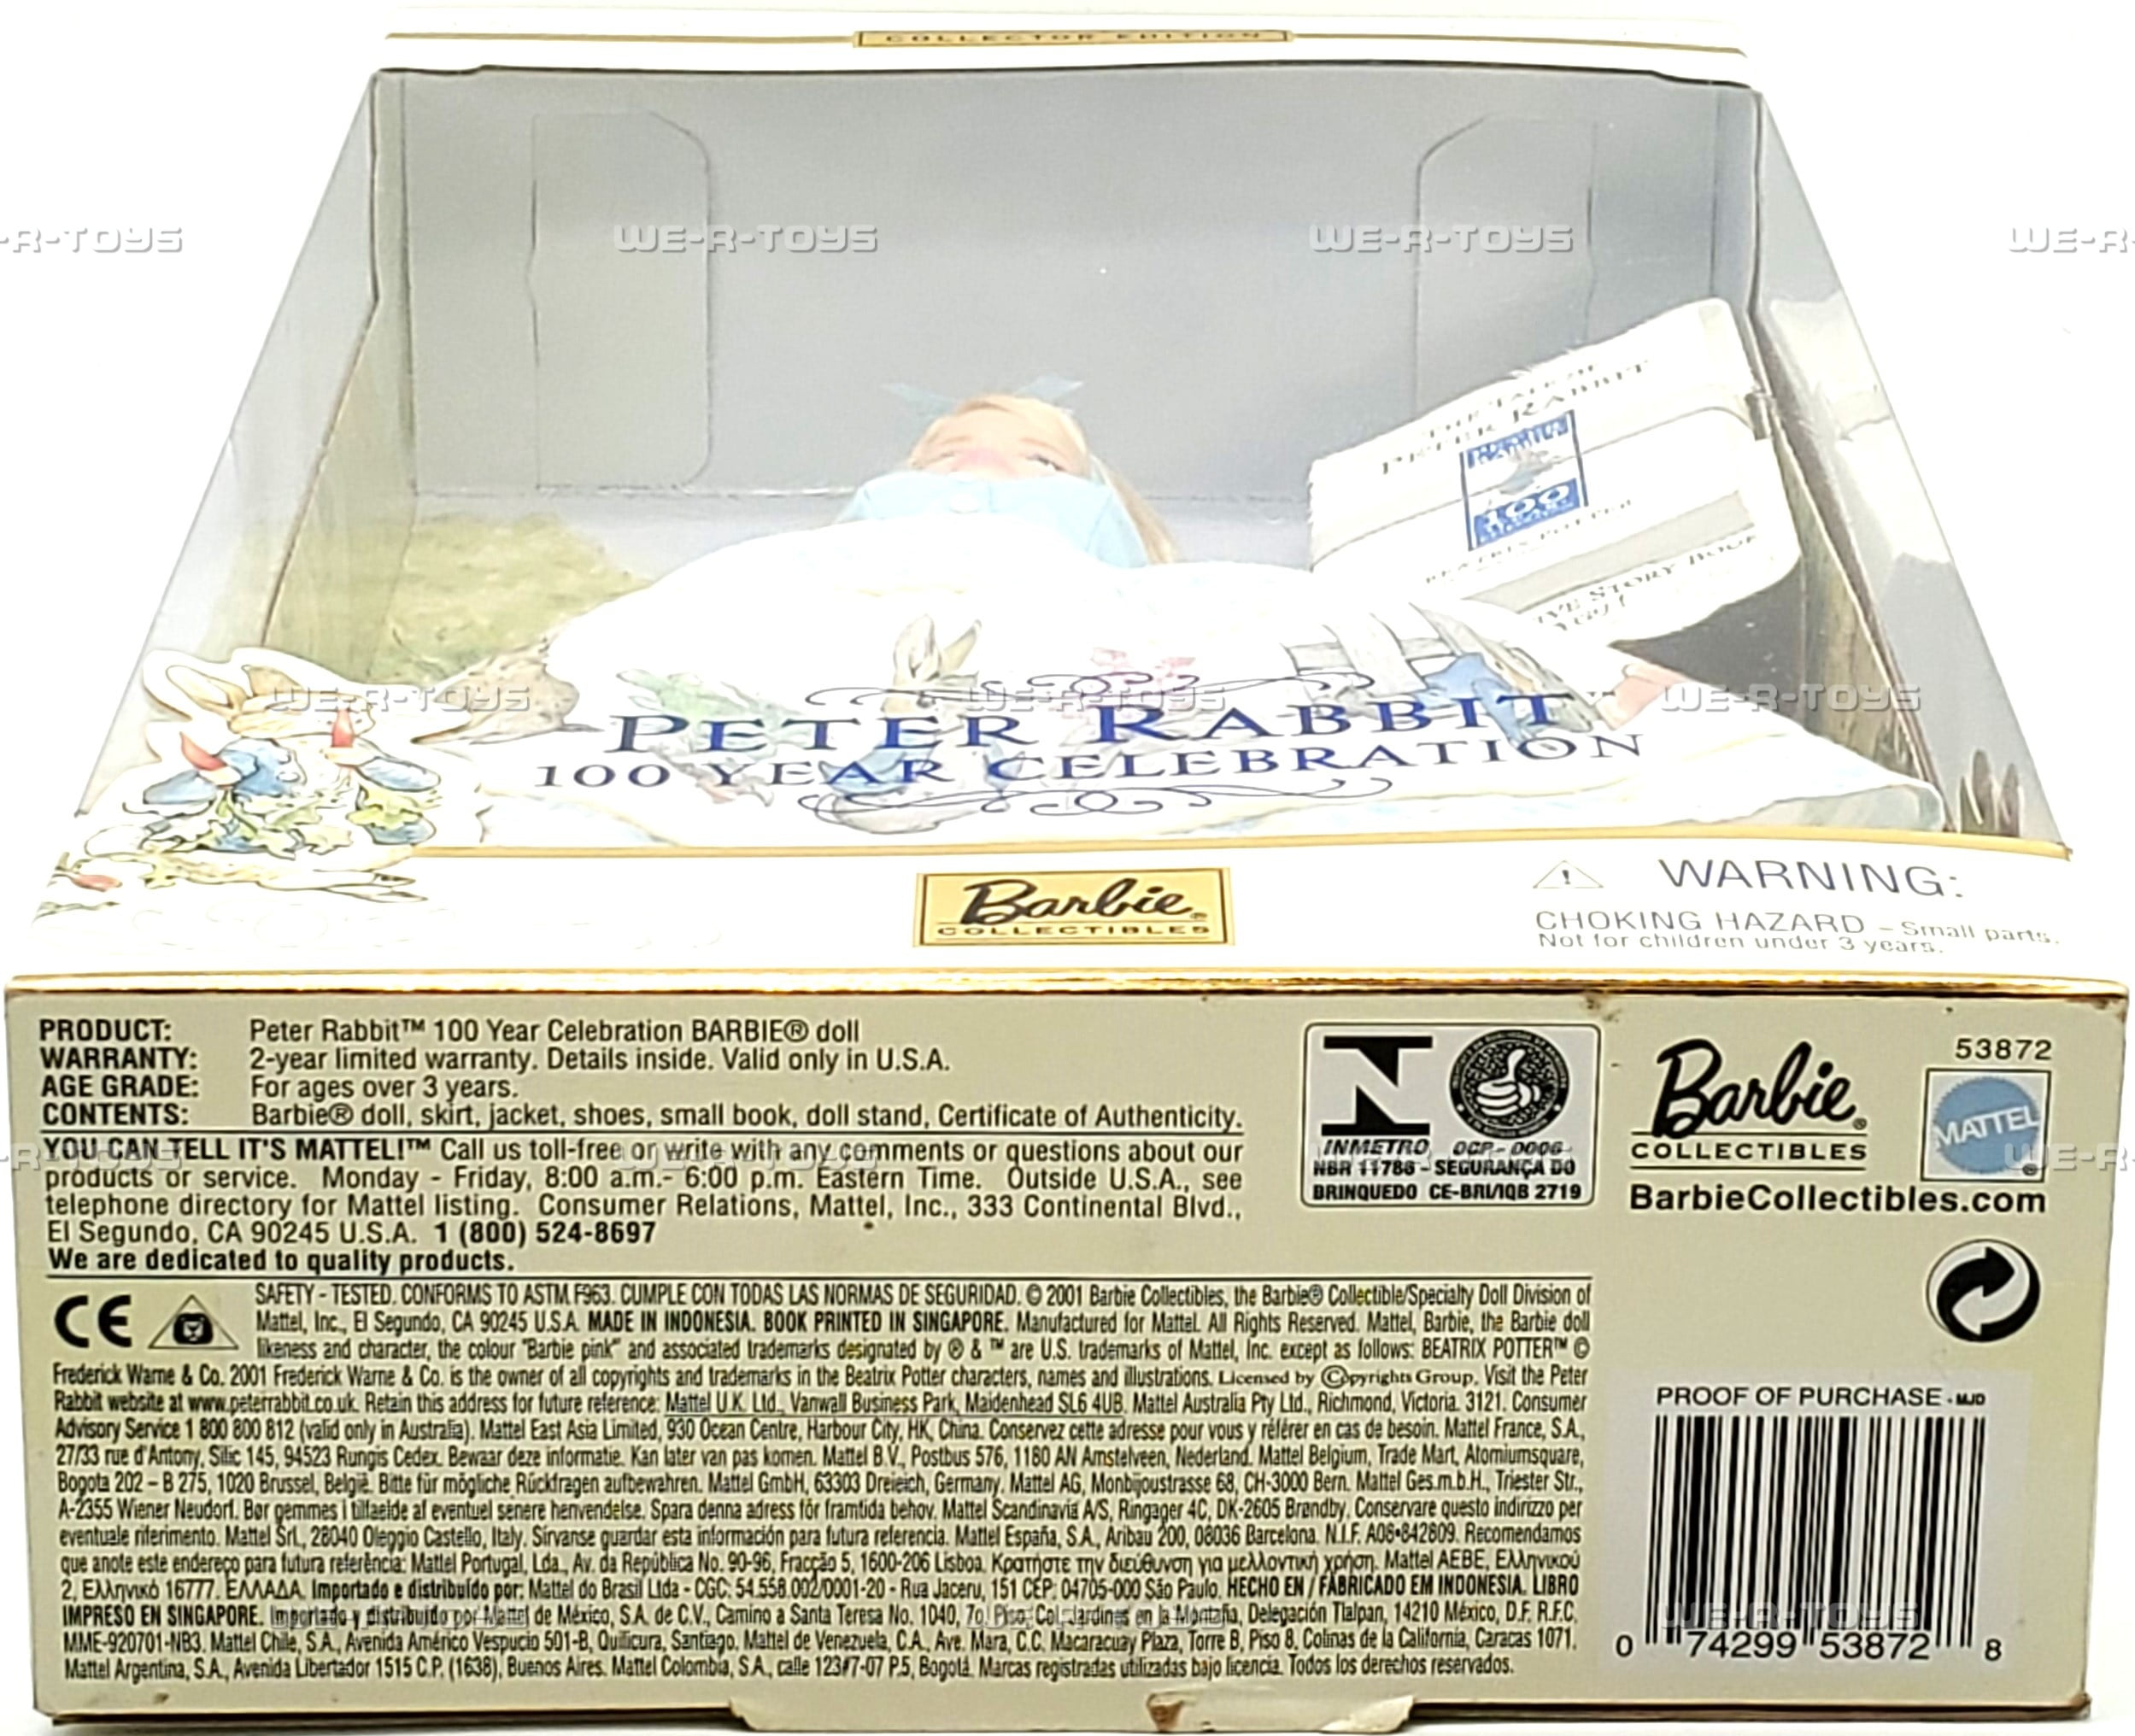 COLLECTOR EDITION
WE-R-TOYS
WE-R-TOYS
THE TALE OF
PETER RABBIT
100
BEATRIX POTTER
STORY BOOK
WE-R-TOYS
WE-R-TOYS
WE-R-TOYS
PETER RABBIT™
100 YEAR CELEBRATION
Barbie®
COLLECTIBLES
WARNING:
CHOKING HAZARD – Small parts.
Not for children under 3 years.
PRODUCT: Peter Rabbit™ 100 Year Celebration BARBIE® doll
WARRANTY: 2-year limited warranty. Details inside. Valid only in U.S.A.
AGE GRADE: For ages over 3 years.
CONTENTS: Barbie® doll, skirt, jacket, shoes, small book, doll stand, Certificate of Authenticity.
YOU CAN TELL IT'S MATTEL!™ Call us toll-free or write with any comments or questions about our
products or service. Monday - Friday, 8:00 a.m.- 6:00 p.m. Eastern Time. Outside U.S.A., see
telephone directory for Mattel listing. Consumer Relations, Mattel, Inc., 333 Continental Blvd.,
El Segundo, CA 90245 U.S.A. 1 (800) 524-8697
We are dedicated to quality products.
INMETRO OCP - 0006
NBR 11786 - SEGURANÇA DO
BRINQUEDO CE-BRI/IQB 2719
Barbie®
COLLECTIBLES
53872
MATTEL®
BarbieCollectibles.com
CE
SAFETY - TESTED. CONFORMS TO ASTM F963. CUMPLE CON TODAS LAS NORMAS DE SEGURIDAD. © 2001 Barbie Collectibles, the Barbie® Collectible/Specialty Doll Division of
Mattel, Inc., El Segundo, CA 90245 U.S.A. MADE IN INDONESIA. BOOK PRINTED IN SINGAPORE. Manufactured for Mattel. All Rights Reserved. Mattel, Barbie, the Barbie doll
likeness and character, the colour "Barbie pink" and associated trademarks designated by ® & ™ are U.S. trademarks of Mattel, Inc. except as follows: BEATRIX POTTER™ ©
Frederick Warne & Co. 2001 Frederick Warne & Co. is the owner of all copyrights and trademarks in the Beatrix Potter characters, names and illustrations. Licensed by ©opyrights Group. Visit the Peter
Rabbit website at www.peterrabbit.co.uk. Retain this address for future reference: Mattel U.K. Ltd., Vanwall Business Park, Maidenhead SL6 4UB. Mattel Australia Pty Ltd., Richmond, Victoria. 3121. Consumer
Advisory Service 1 800 800 812 (valid only in Australia). Mattel East Asia Limited, 930 Ocean Centre, Harbour City, HK, China. Conservez cette adresse pour vous y référer en cas de besoin. Mattel France, S.A.,
27/33 rue d'Antony, Silic 145, 94523 Rungis Cedex. Bewaar deze informatie. Kan later van pas komen. Mattel B.V., Postbus 576, 1180 AN Amstelveen, Nederland. Mattel Belgium, Trade Mart, Atomiumsquare,
Bogota 202 – B 275, 1020 Brussel, België. Bitte für mögliche Rückfragen aufbewahren. Mattel GmbH, 63303 Dreieich, Germany. Mattel AG, Monbijoustrasse 68, CH-3000 Bern. Mattel Ges.m.b.H., Triester Str.,
A-2355 Wiener Neudorf. Bør gemmes i tilfaelde af eventuel senere henvendelse. Spara denna adress för framtida behov. Mattel Scandinavia A/S, Ringager 4C, DK-2605 Brøndby. Conservare questo indirizzo per
eventuale riferimento. Mattel Srl., 28040 Oleggio Castello, Italy. Sírvanse guardar esta información para futura referencia. Mattel España, S.A., Aribau 200, 08036 Barcelona. N.I.F. A08•842809. Recomendamos
que anote este endereço para futura referência: Mattel Portugal, Lda., Av. da República No. 90-96, Fracção 5, 1600-206 Lisboa. Κρατήστε την διεύθυνση για μελλοντική χρήση. Mattel AEBE, Ελληνικού
2, Ελληνικό 16777. ΕΛΛΑΔΑ. Importado e distribuído por: Mattel do Brasil Ltda - CGC: 54.558.002/0001-20 - Rua Jaceru, 151 CEP: 04705-000 São Paulo. HECHO EN / FABRICADO EM INDONESIA. LIBRO
IMPRESO EN SINGAPORE. Importado y distribuido por Mattel de México, S.A. de C.V., Camino a Santa Teresa No. 1040, 7o. Piso, Col. Jardines en la Montaña, Delegación Tlalpan, 14210 México, D.F. R.F.C.
MME-920701-NB3. Mattel Chile, S.A., Avenida Américo Vespucio 501-B, Quilicura, Santiago. Mattel de Venezuela, C.A., Ave. Mara, C.C. Macaracuay Plaza, Torre B, Piso 8, Colinas de la California, Caracas 1071.
Mattel Argentina, S.A., Avenida Libertador 1515 C.P. (1638), Buenos Aires. Mattel Colombia, S.A., calle 123#7-07 P.5, Bogotá. Marcas registradas utilizadas bajo licencia. Todos los derechos reservados.
PROOF OF PURCHASE - MJD
0 74299 53872 8